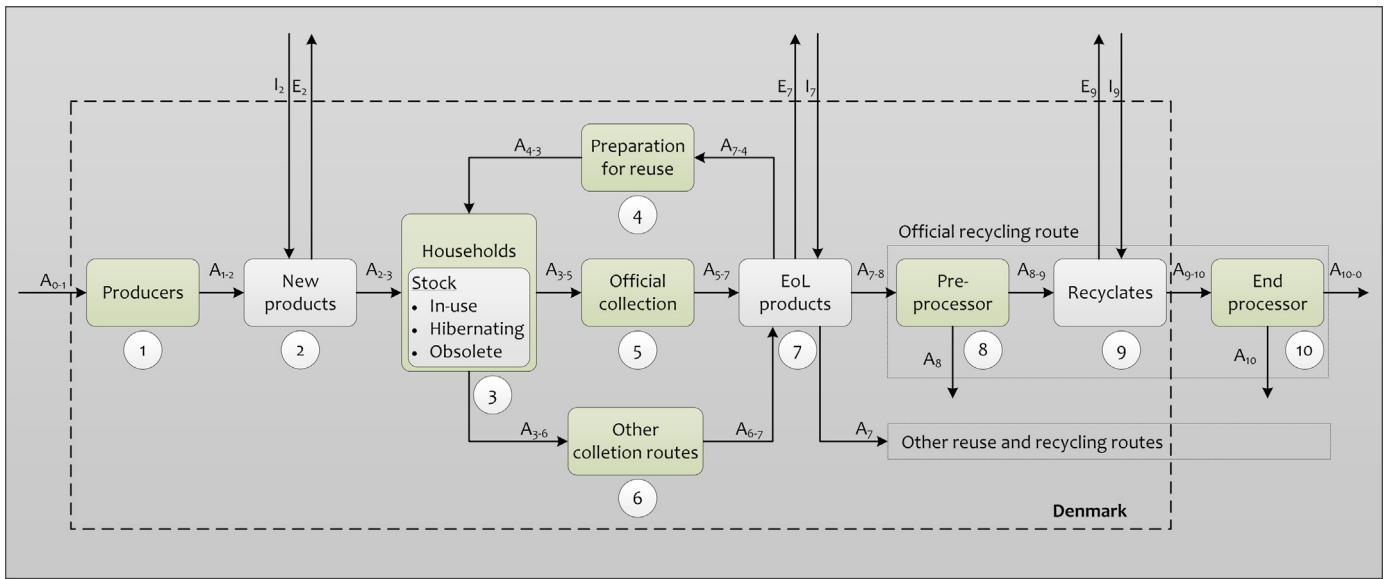 I2 E2
E7 I7
E9 I9
A4-3
Preparation
for reuse
A7-4
4
Official recycling route
A0-1
Producers
1
A1-2
New
products
2
A2-3
Households
Stock
• In-use
• Hibernating
• Obsolete
3
A3-5
Official
collection
5
A5-7
EoL
products
7
A7-8
Pre-
processor
8
A8
A8-9
Recyclates
9
A9-10
End
processor
10
A10
A10-0
A3-6
Other
colletion routes
6
A6-7
A7
Other reuse and recycling routes
Denmark